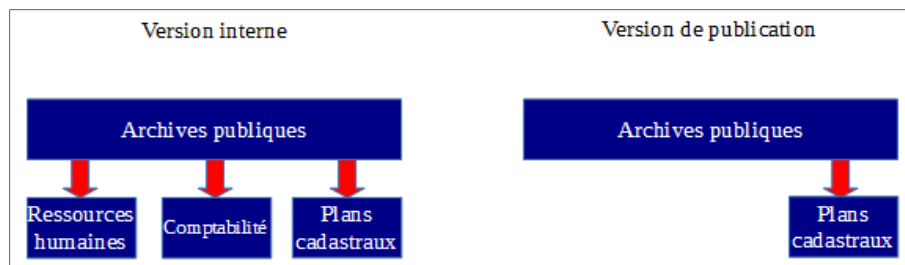 Version interne
Version de publication
Archives publiques
Archives publiques
Ressources
humaines
Comptabilité
Plans
cadastraux
Plans
cadastraux